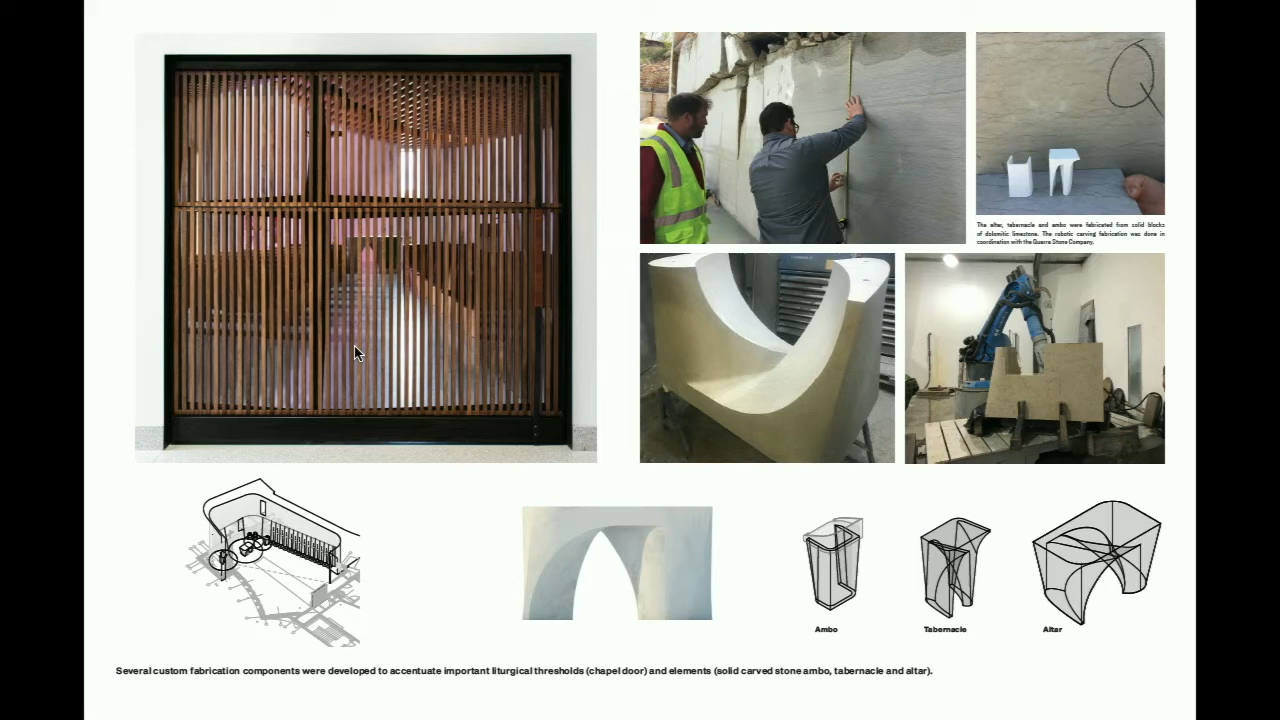 Q
The altar, tabernacle and ambo were fabricated from solid blocks
of dolomitic limestone. The robotic carving fabrication was done in
coordination with the Quarra Stone Company.
Ambo
Tabernacle
Altar
Several custom fabrication components were developed to accentuate important liturgical thresholds (chapel door) and elements (solid carved stone ambo, tabernacle and altar).